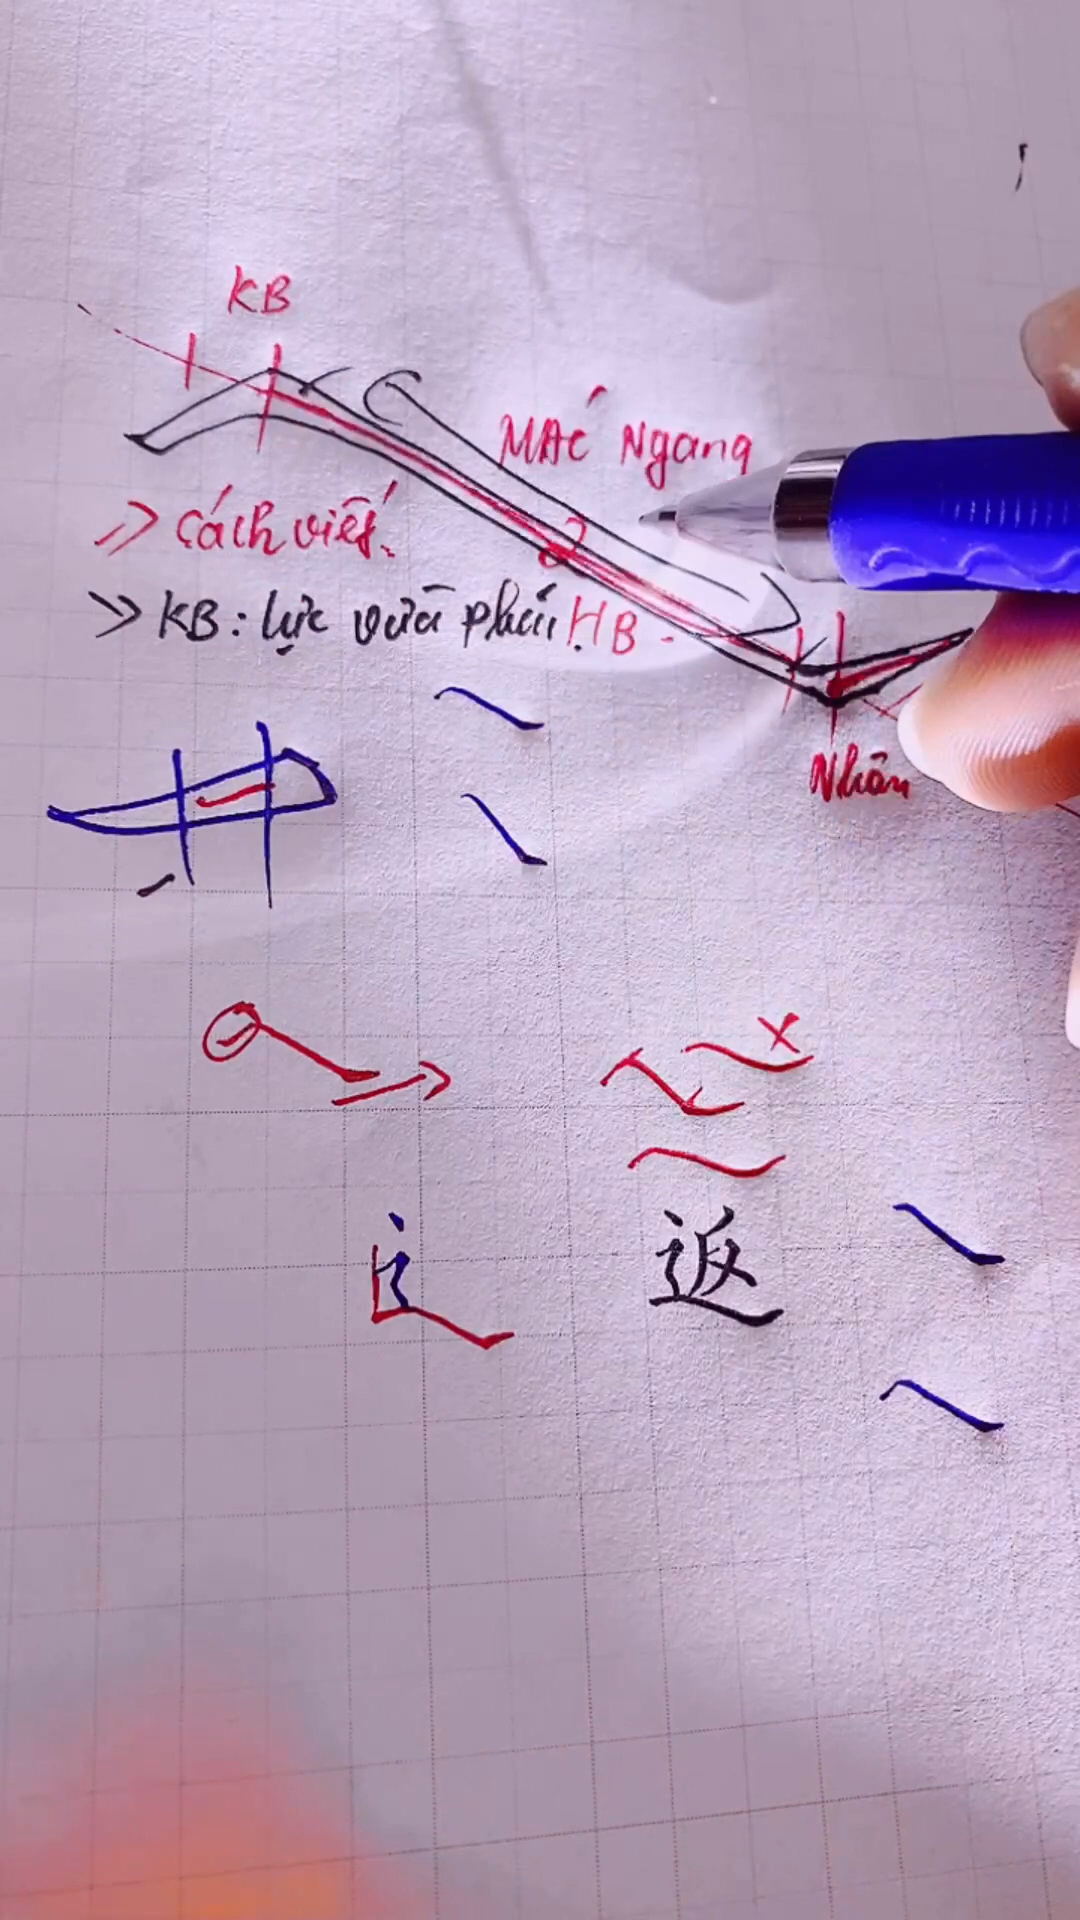 KB
MÁC Ngang
=> Cách viết:
>> KB: lực vừa phải HB -
Nhấn
返